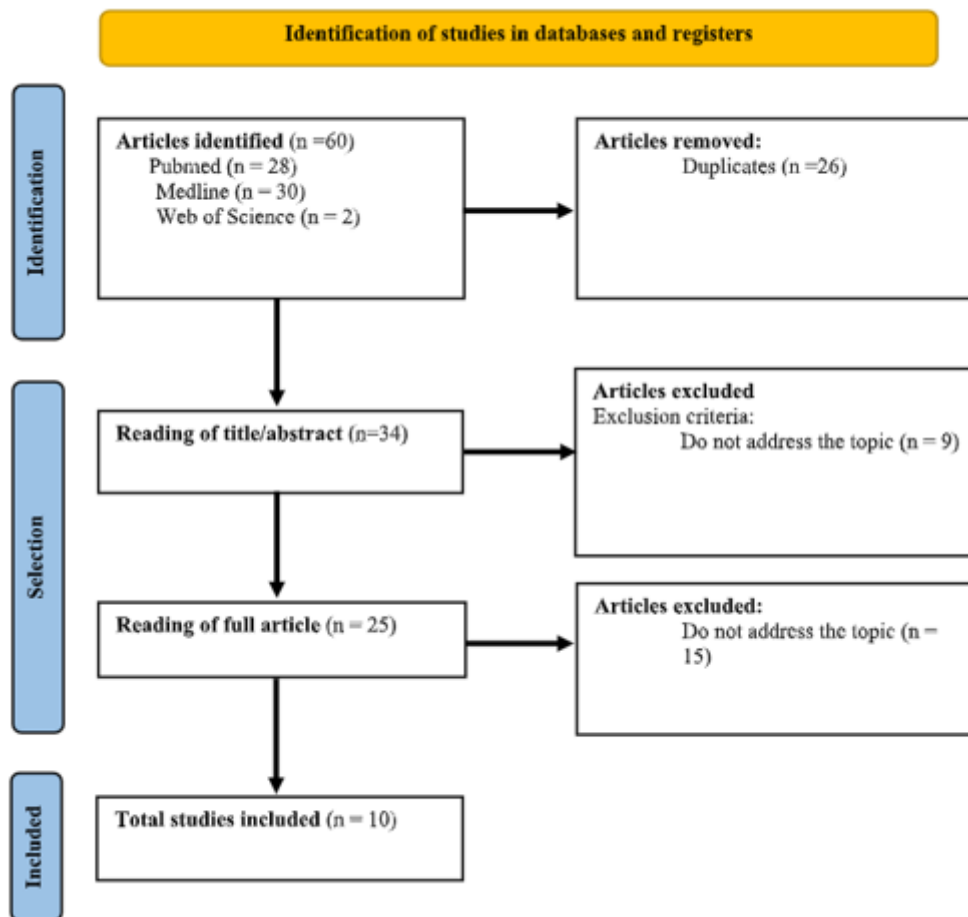 Identification of studies in databases and registers
Identification
Articles identified (n =60)
Pubmed (n = 28)
Medline (n = 30)
Web of Science (n = 2)
Articles removed:
Duplicates (n =26)
Selection
Reading of title/abstract (n=34)
Articles excluded
Exclusion criteria:
Do not address the topic (n = 9)
Reading of full article (n = 25)
Articles excluded:
Do not address the topic (n =
15)
Included
Total studies included (n = 10)